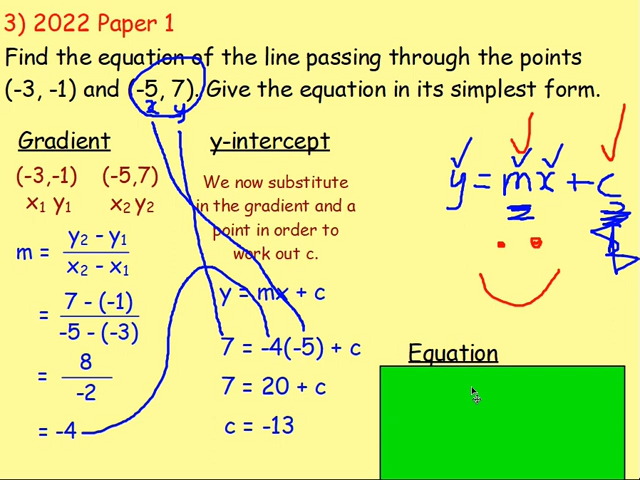 3) 2022 Paper 1
Find the equation of the line passing through the points
(-3, -1) and (-5, 7). Give the equation in its simplest form.
x y
Gradient
(-3,-1) (-5,7)
x₁ y₁ x₂ y₂
m = y₂ - y₁
x₂ - x₁
= 7 - (-1)
-5 - (-3)
= 8
-2
= -4
y-intercept
We now substitute
in the gradient and a
point in order to
work out c.
y = mx + c
7 = -4(-5) + c
7 = 20 + c
c = -13
y = mx + c
Equation